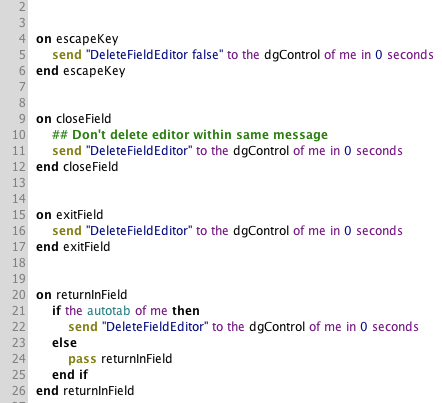 2
3
4 on escapeKey
5 send "DeleteFieldEditor false" to the dgControl of me in 0 seconds
6 end escapeKey
7
8
9 on closeField
10 ## Don't delete editor within same message
11 send "DeleteFieldEditor" to the dgControl of me in 0 seconds
12 end closeField
13
14
15 on exitField
16 send "DeleteFieldEditor" to the dgControl of me in 0 seconds
17 end exitField
18
19
20 on returnInField
21 if the autotab of me then
22 send "DeleteFieldEditor" to the dgControl of me in 0 seconds
23 else
24 pass returnInField
25 end if
26 end returnInField